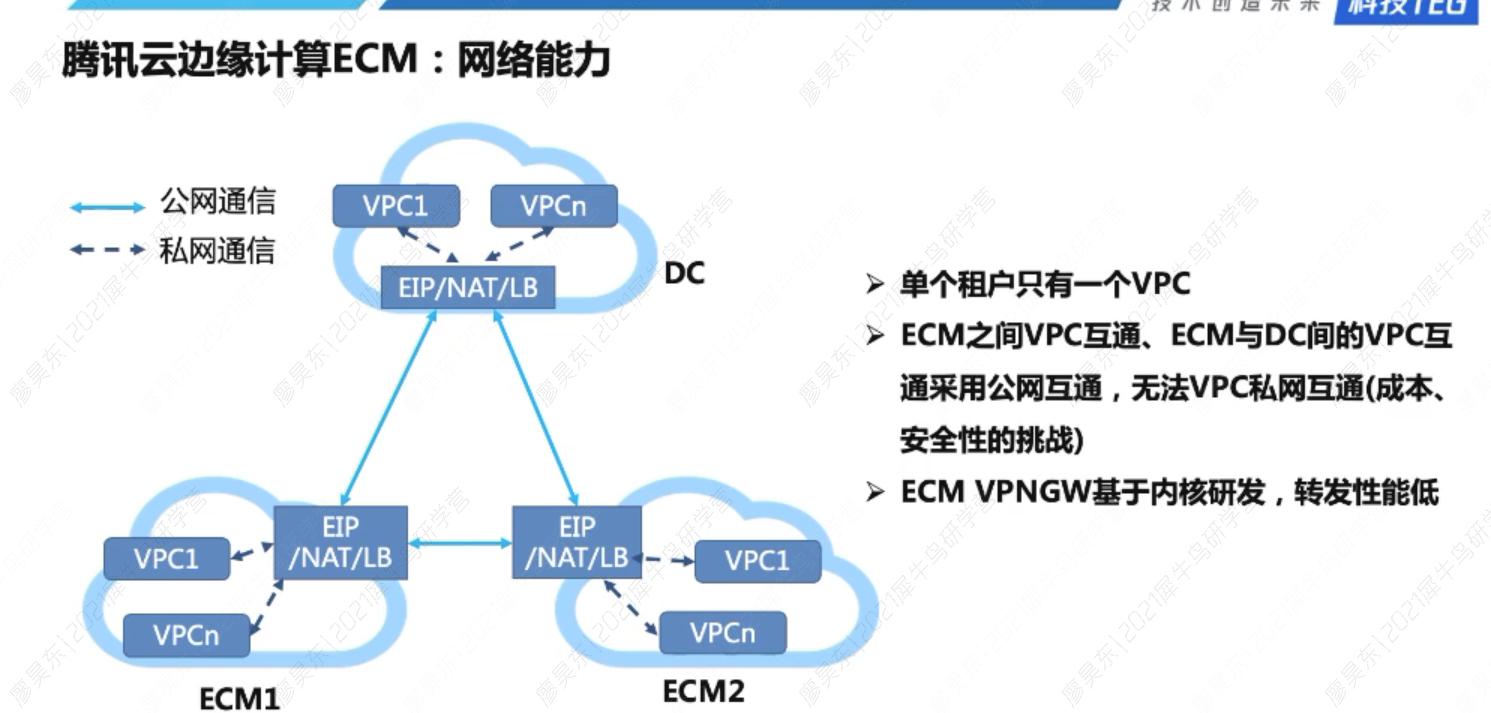 技术创造未来 科技TEG
腾讯云边缘计算ECM：网络能力
公网通信
私网通信
VPC1
VPCn
EIP/NAT/LB
DC
EIP
/NAT/LB
VPC1
VPCn
ECM1
EIP
/NAT/LB
VPC1
VPCn
ECM2
➢ 单个租户只有一个VPC
➢ ECM之间VPC互通、ECM与DC间的VPC互
通采用公网互通，无法VPC私网互通(成本、
安全性的挑战)
➢ ECM VPNGW基于内核研发，转发性能低
廖昊东|2021犀牛鸟研学营